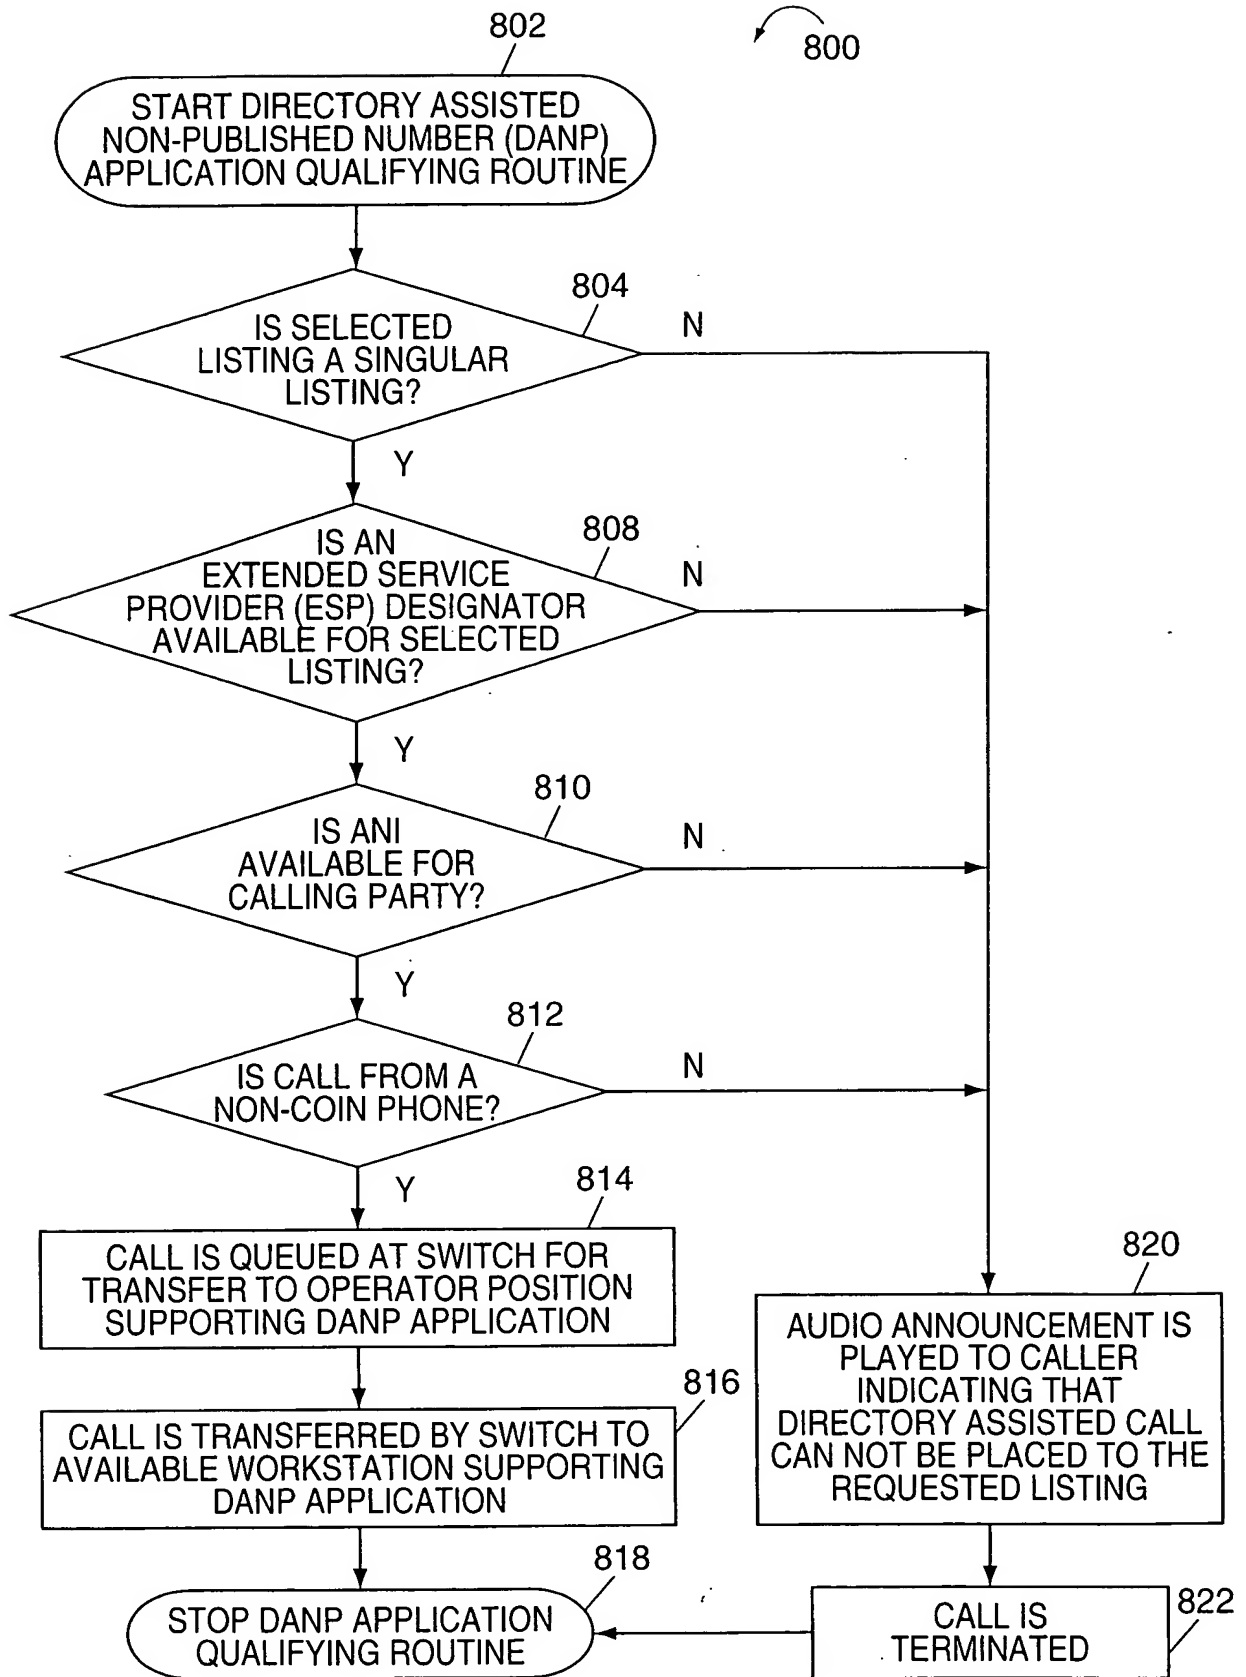 802
800
START DIRECTORY ASSISTED
NON-PUBLISHED NUMBER (DANP)
APPLICATION QUALIFYING ROUTINE
804
N
IS SELECTED
LISTING A SINGULAR
LISTING?
Y
808
N
IS AN
EXTENDED SERVICE
PROVIDER (ESP) DESIGNATOR
AVAILABLE FOR SELECTED
LISTING?
Y
810
N
IS ANI
AVAILABLE FOR
CALLING PARTY?
Y
812
N
IS CALL FROM A
NON-COIN PHONE?
Y
814
CALL IS QUEUED AT SWITCH FOR
TRANSFER TO OPERATOR POSITION
SUPPORTING DANP APPLICATION
816
CALL IS TRANSFERRED BY SWITCH TO
AVAILABLE WORKSTATION SUPPORTING
DANP APPLICATION
820
AUDIO ANNOUNCEMENT IS
PLAYED TO CALLER
INDICATING THAT
DIRECTORY ASSISTED CALL
CAN NOT BE PLACED TO THE
REQUESTED LISTING
818
STOP DANP APPLICATION
QUALIFYING ROUTINE
822
CALL IS
TERMINATED